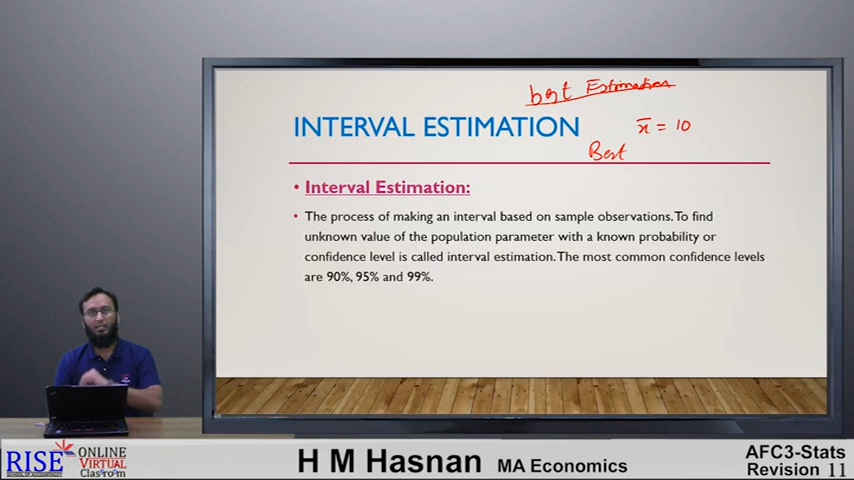 best Estimation
INTERVAL ESTIMATION
x̄ = 10
Best
• Interval Estimation:
• The process of making an interval based on sample observations. To find
unknown value of the population parameter with a known probability or
confidence level is called interval estimation. The most common confidence levels
are 90%, 95% and 99%.
RISE
SCHOOL OF ACCOUNTANCY
ONLINE
VIRTUAL
Classroom
H M Hasnan MA Economics
AFC3-Stats
Revision 11